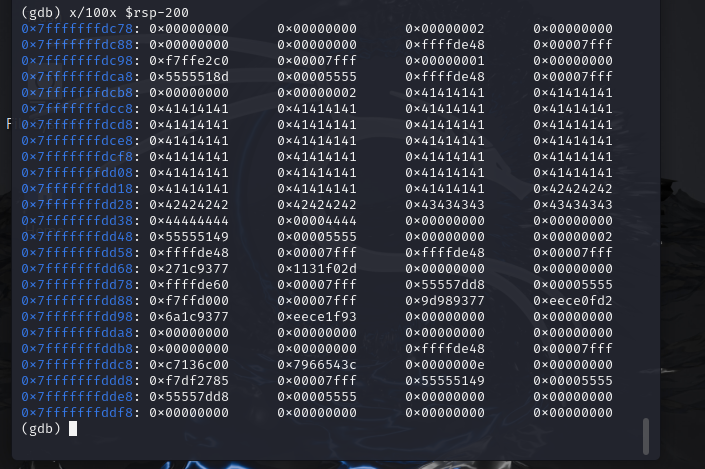 (gdb) x/100x $rsp-200
0x7fffffffdc78: 0x00000000 0x00000000 0x00000002 0x00000000
0x7fffffffdc88: 0x00000000 0x00000000 0xffffde48 0x00007fff
0x7fffffffdc98: 0xf7ffe2c0 0x00007fff 0x00000001 0x00000000
0x7fffffffdca8: 0x5555518d 0x00005555 0xffffde48 0x00007fff
0x7fffffffdcb8: 0x00000000 0x00000002 0x41414141 0x41414141
0x7fffffffdcc8: 0x41414141 0x41414141 0x41414141 0x41414141
0x7fffffffdcd8: 0x41414141 0x41414141 0x41414141 0x41414141
0x7fffffffdce8: 0x41414141 0x41414141 0x41414141 0x41414141
0x7fffffffdcf8: 0x41414141 0x41414141 0x41414141 0x41414141
0x7fffffffdd08: 0x41414141 0x41414141 0x41414141 0x41414141
0x7fffffffdd18: 0x41414141 0x41414141 0x41414141 0x42424242
0x7fffffffdd28: 0x42424242 0x42424242 0x43434343 0x43434343
0x7fffffffdd38: 0x44444444 0x00004444 0x00000000 0x00000000
0x7fffffffdd48: 0x55555149 0x00005555 0x00000000 0x00000002
0x7fffffffdd58: 0xffffde48 0x00007fff 0xffffde48 0x00007fff
0x7fffffffdd68: 0x271c9377 0x1131f02d 0x00000000 0x00000000
0x7fffffffdd78: 0xffffde60 0x00007fff 0x55557dd8 0x00005555
0x7fffffffdd88: 0xf7ffd000 0x00007fff 0x9d989377 0xeece0fd2
0x7fffffffdd98: 0x6a1c9377 0xeece1f93 0x00000000 0x00000000
0x7fffffffdda8: 0x00000000 0x00000000 0x00000000 0x00000000
0x7fffffffddb8: 0x00000000 0x00000000 0xffffde48 0x00007fff
0x7fffffffddc8: 0xc7136c00 0x7966543c 0x0000000e 0x00000000
0x7fffffffddd8: 0xf7df2785 0x00007fff 0x55555149 0x00005555
0x7fffffffdde8: 0x55557dd8 0x00005555 0x00000000 0x00000000
0x7fffffffddf8: 0x00000000 0x00000000 0x00000000 0x00000000
(gdb)